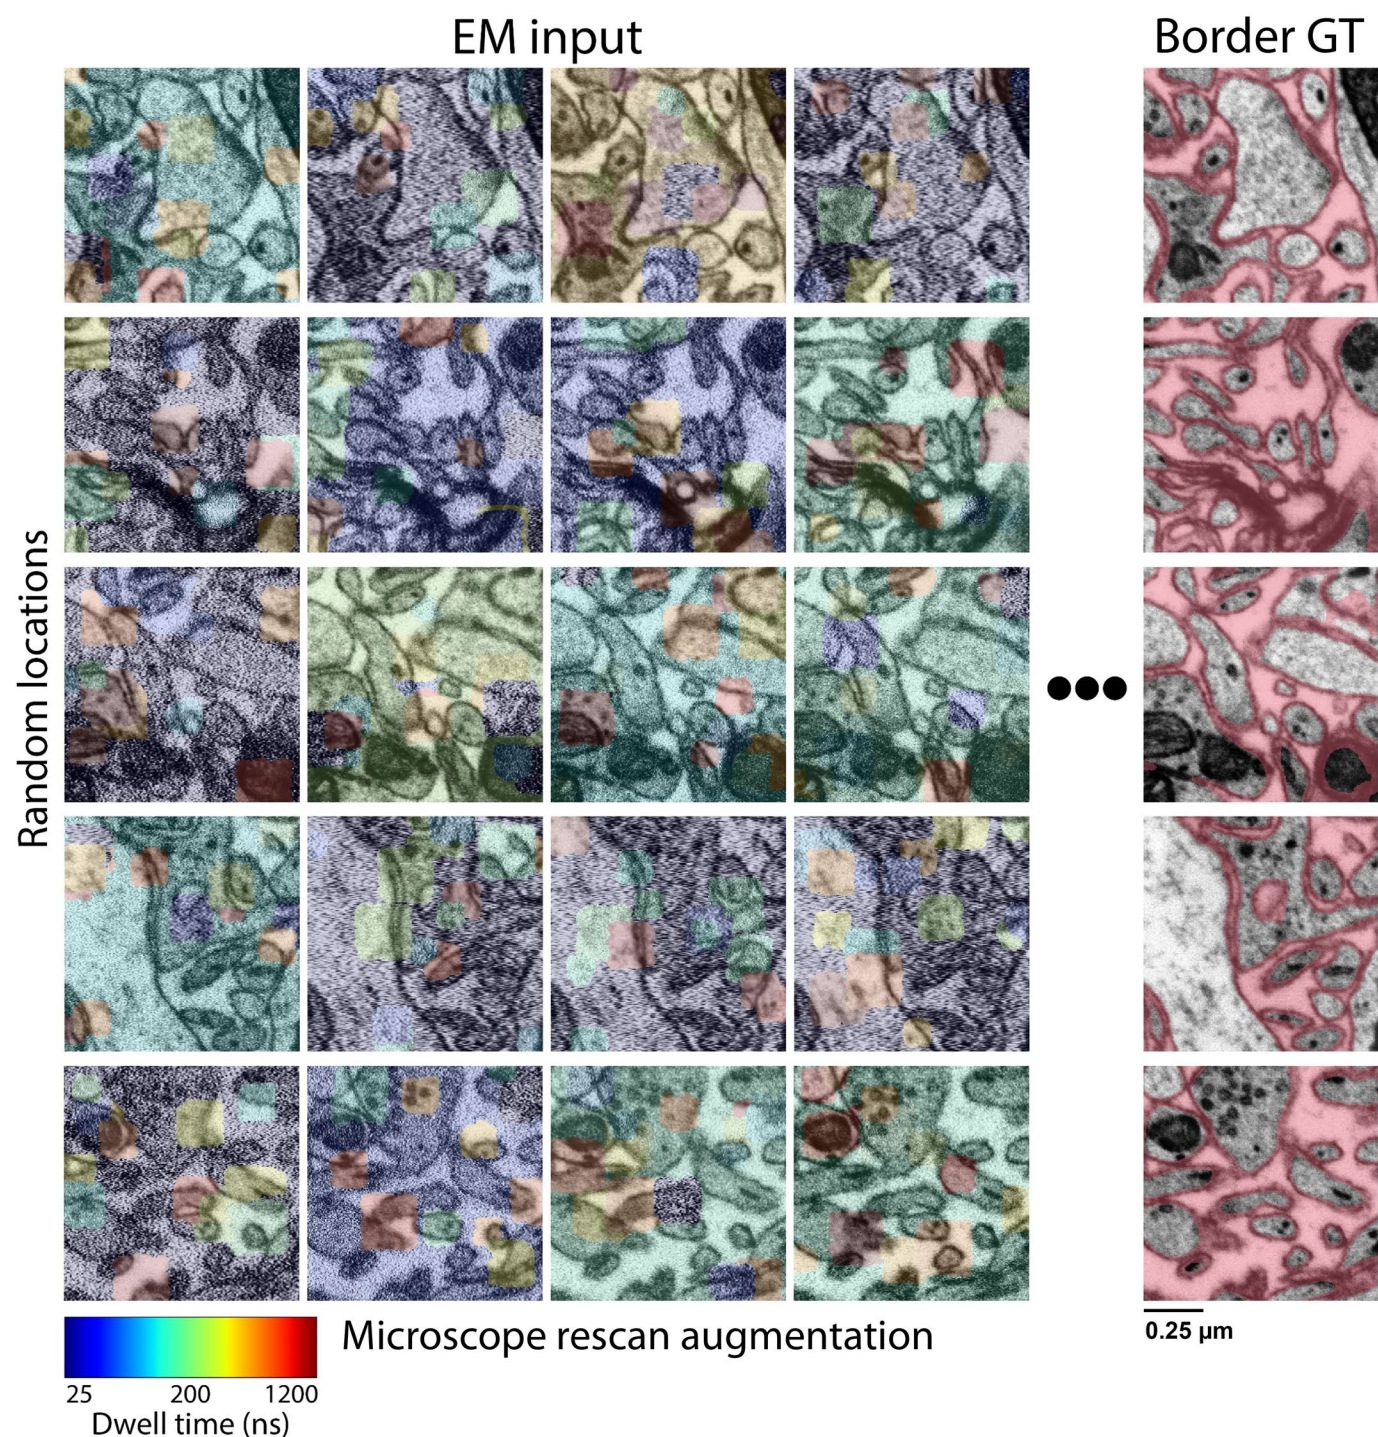 EM input
Border GT
Random locations
Microscope rescan augmentation
0.25 µm
25 200 1200
Dwell time (ns)